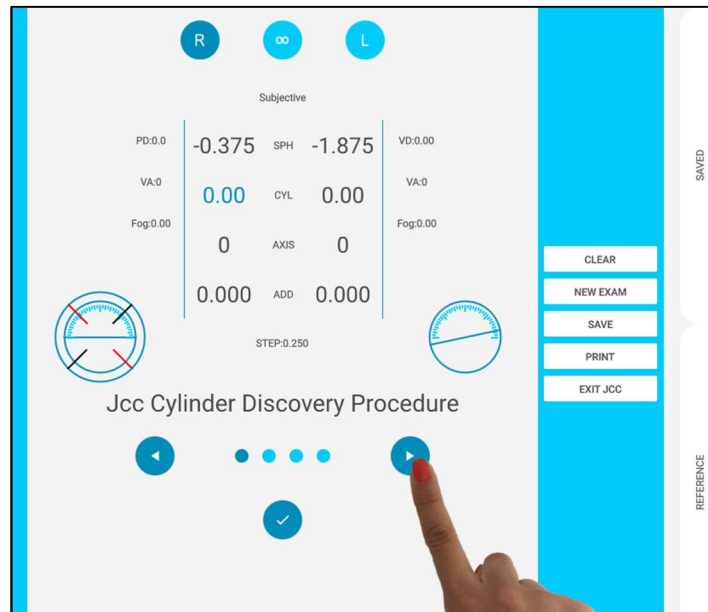 R ∞ L
Subjective
PD:0.0 -0.375 SPH -1.875 VD:0.00
VA:0 0.00 CYL 0.00 VA:0
Fog:0.00 0 AXIS 0 Fog:0.00
0.000 ADD 0.000
STEP:0.250
Jcc Cylinder Discovery Procedure
CLEAR
NEW EXAM
SAVE
PRINT
EXIT JCC
SAVED
REFERENCE